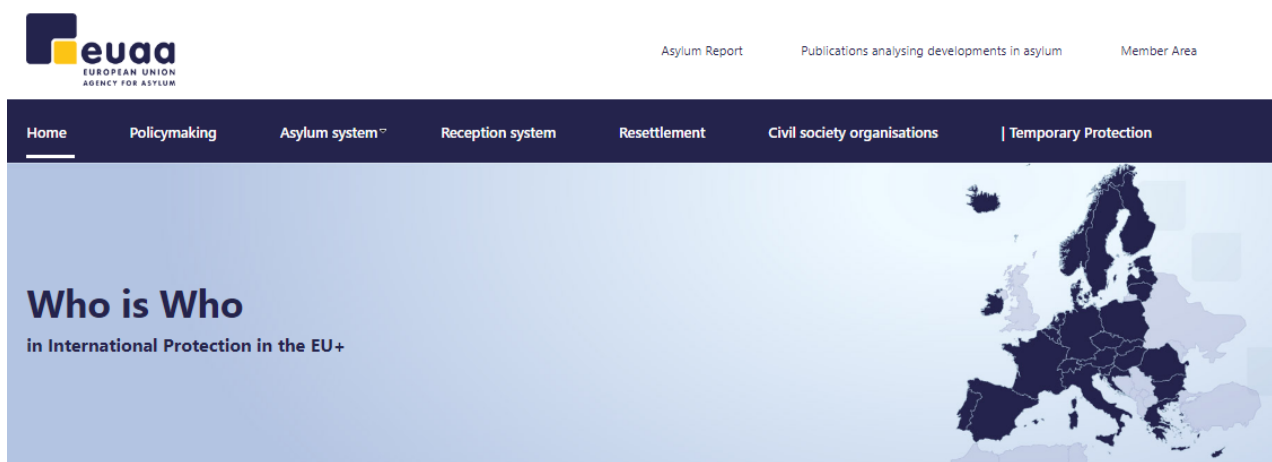 euaa
EUROPEAN UNION
AGENCY FOR ASYLUM
Asylum Report Publications analysing developments in asylum Member Area
Home Policymaking Asylum system Reception system Resettlement Civil society organisations | Temporary Protection
Who is Who
in International Protection in the EU+